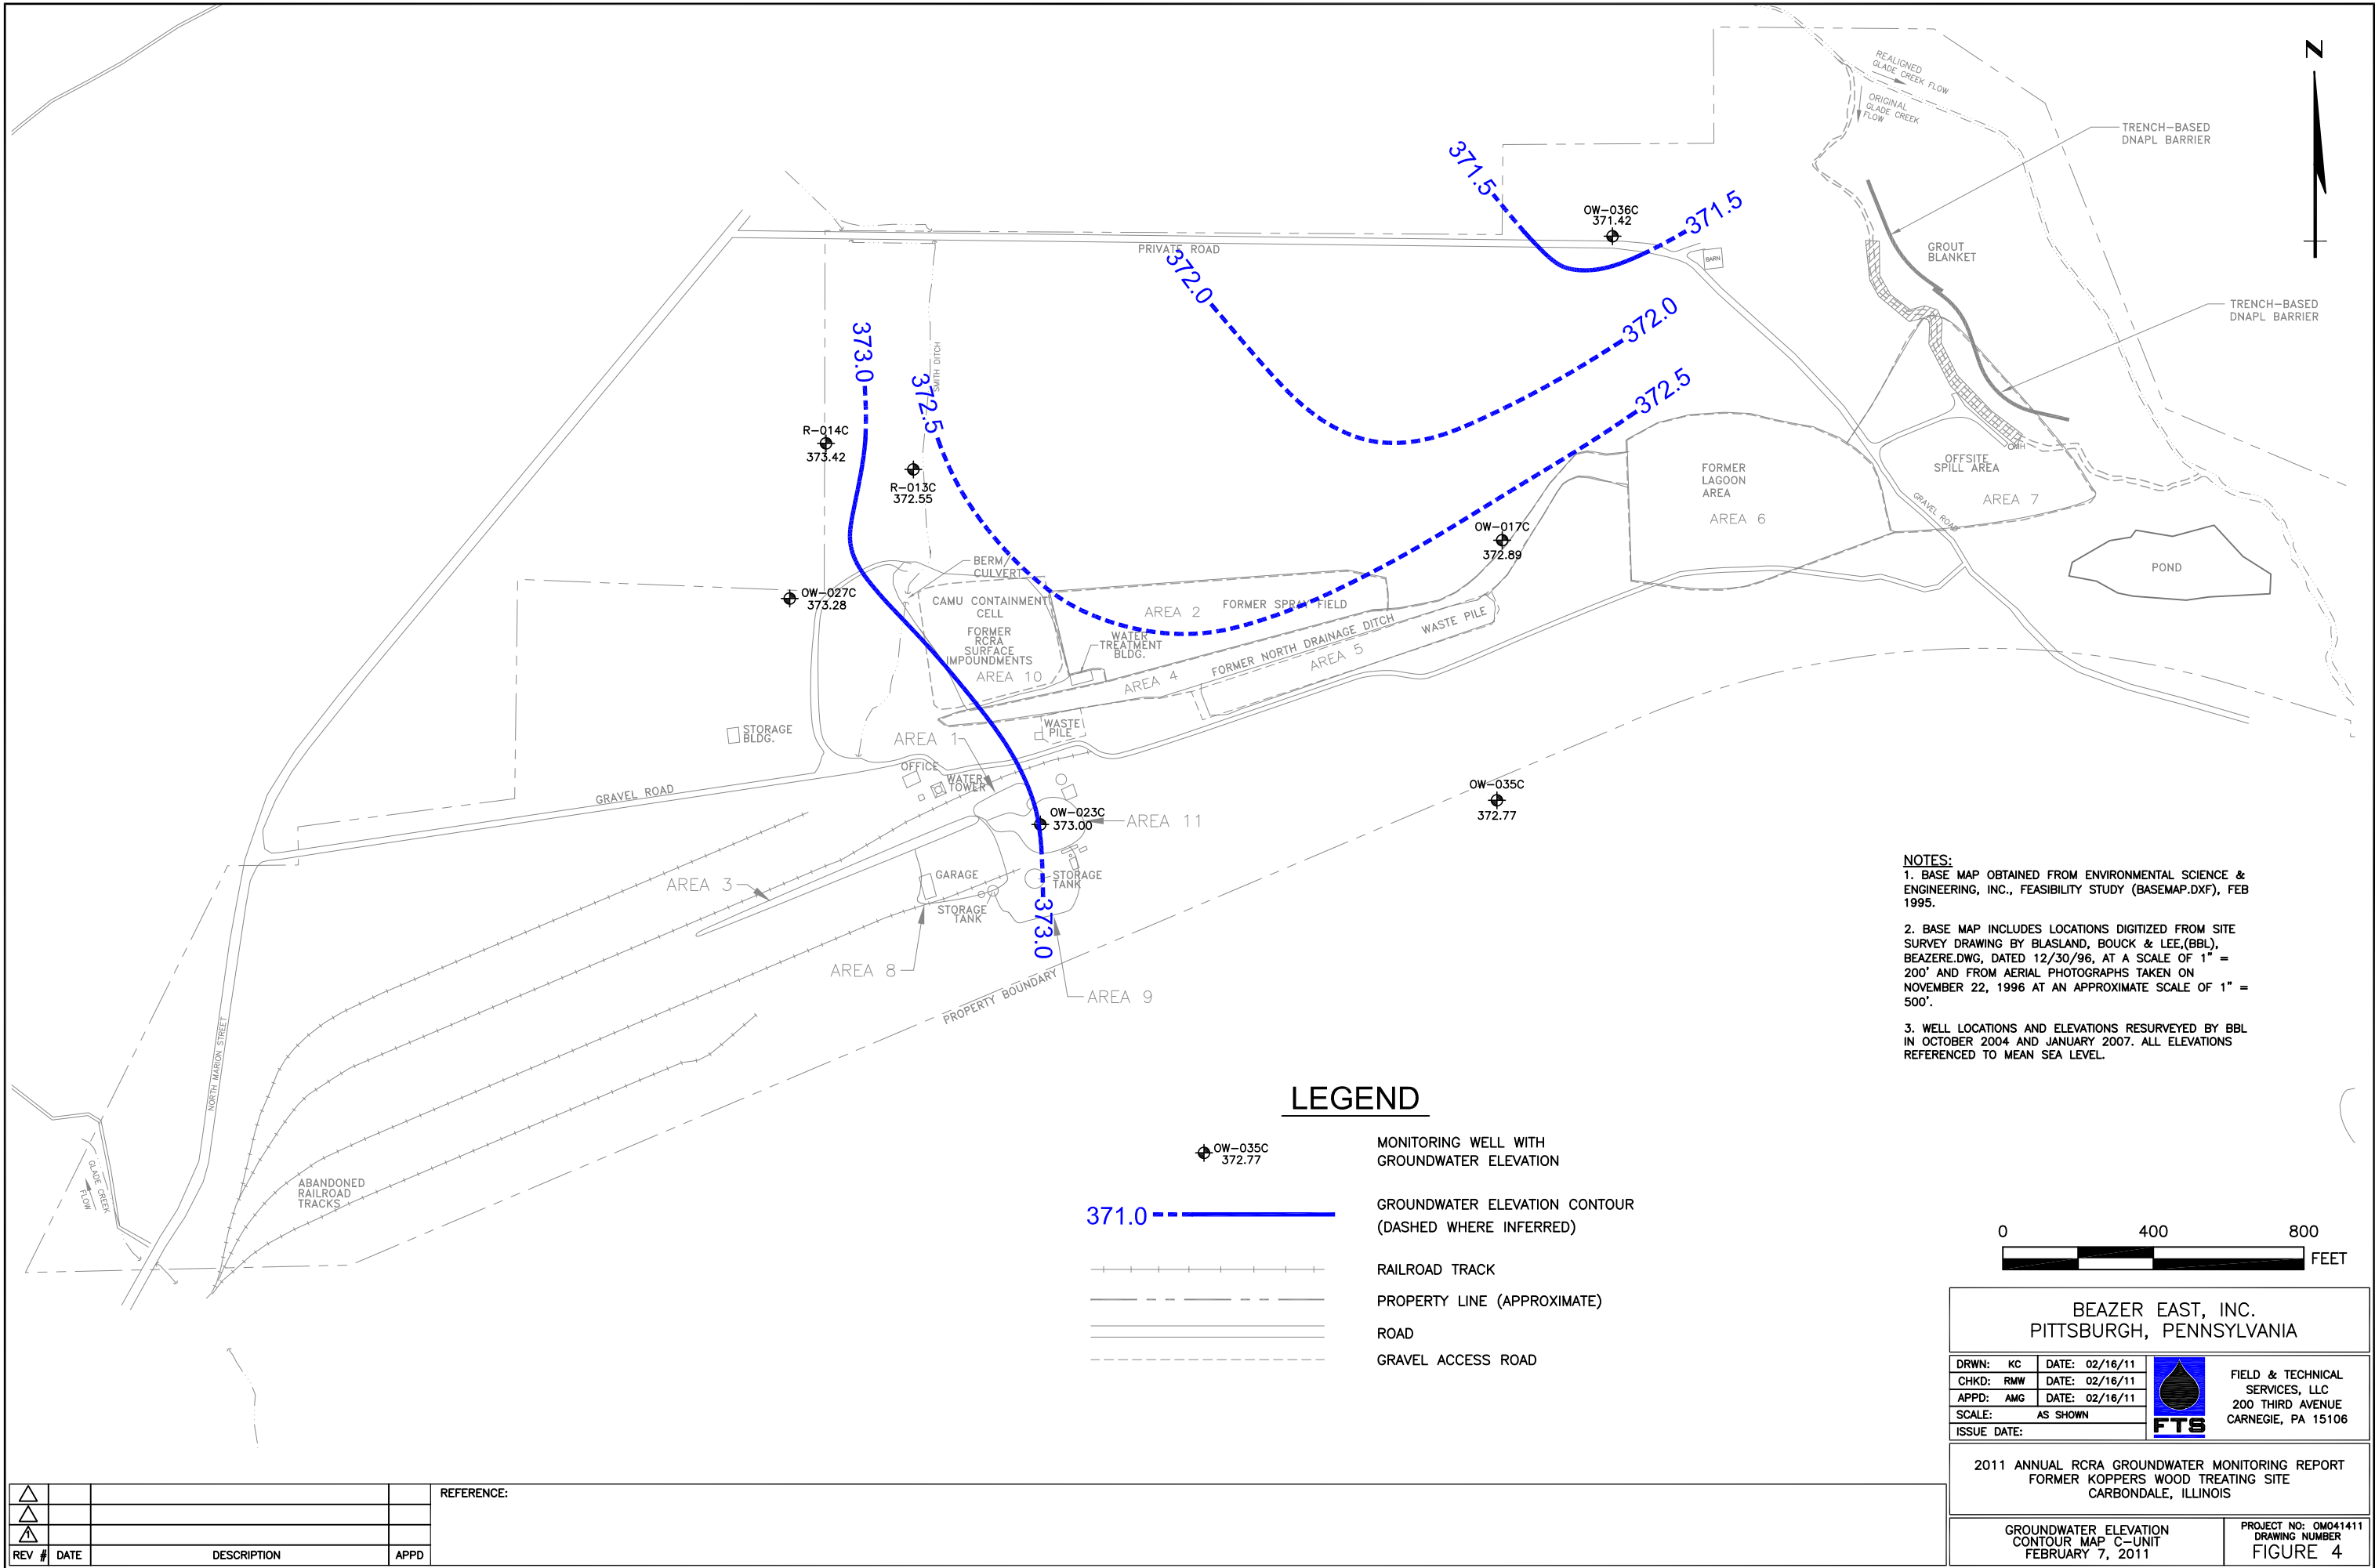 N
REALIGNED
GLADE CREEK FLOW
ORIGINAL
GLADE CREEK
FLOW
TRENCH-BASED
DNAPL BARRIER
371.5
371.5
OW-036C
371.42
PRIVATE ROAD
BARN
GROUT
BLANKET
372.0
372.0
TRENCH-BASED
DNAPL BARRIER
373.0
SMITH DITCH
372.5
372.5
R-014C
373.42
R-013C
372.55
OFFSITE
SPILL AREA
AREA 7
FORMER
LAGOON
AREA
AREA 6
GRAVEL ROAD
OW-017C
372.89
POND
BERM/
CULVERT
OW-027C
373.28
CAMU CONTAINMENT
CELL
FORMER
RCRA
SURFACE
IMPOUNDMENTS
AREA 10
AREA 2
FORMER SPRAY FIELD
WATER
TREATMENT
BLDG.
FORMER NORTH DRAINAGE DITCH
WASTE PILE
AREA 5
AREA 4
STORAGE
BLDG.
WASTE
PILE
AREA 1
OFFICE
WATER
TOWER
GRAVEL ROAD
OW-035C
372.77
OW-023C
373.00
AREA 11
AREA 3
GARAGE
STORAGE
TANK
STORAGE
TANK
373.0
AREA 8
AREA 9
PROPERTY BOUNDARY
NORTH MARION STREET
GLADE CREEK
FLOW
ABANDONED
RAILROAD
TRACKS
NOTES:
1. BASE MAP OBTAINED FROM ENVIRONMENTAL SCIENCE &
ENGINEERING, INC., FEASIBILITY STUDY (BASEMAP.DXF), FEB
1995.
2. BASE MAP INCLUDES LOCATIONS DIGITIZED FROM SITE
SURVEY DRAWING BY BLASLAND, BOUCK & LEE,(BBL),
BEAZERE.DWG, DATED 12/30/96, AT A SCALE OF 1" =
200' AND FROM AERIAL PHOTOGRAPHS TAKEN ON
NOVEMBER 22, 1996 AT AN APPROXIMATE SCALE OF 1" =
500'.
3. WELL LOCATIONS AND ELEVATIONS RESURVEYED BY BBL
IN OCTOBER 2004 AND JANUARY 2007. ALL ELEVATIONS
REFERENCED TO MEAN SEA LEVEL.
LEGEND
OW-035C
372.77
MONITORING WELL WITH
GROUNDWATER ELEVATION
371.0
GROUNDWATER ELEVATION CONTOUR
(DASHED WHERE INFERRED)
RAILROAD TRACK
PROPERTY LINE (APPROXIMATE)
ROAD
GRAVEL ACCESS ROAD
0 400 800
FEET
BEAZER EAST, INC.
PITTSBURGH, PENNSYLVANIA
DRWN: KC DATE: 02/16/11
CHKD: RMW DATE: 02/16/11
APPD: AMG DATE: 02/16/11
SCALE: AS SHOWN
ISSUE DATE:
FTS
FIELD & TECHNICAL
SERVICES, LLC
200 THIRD AVENUE
CARNEGIE, PA 15106
2011 ANNUAL RCRA GROUNDWATER MONITORING REPORT
FORMER KOPPERS WOOD TREATING SITE
CARBONDALE, ILLINOIS
GROUNDWATER ELEVATION
CONTOUR MAP C-UNIT
FEBRUARY 7, 2011
PROJECT NO: OM041411
DRAWING NUMBER
FIGURE 4
1
REV # DATE DESCRIPTION APPD
REFERENCE: